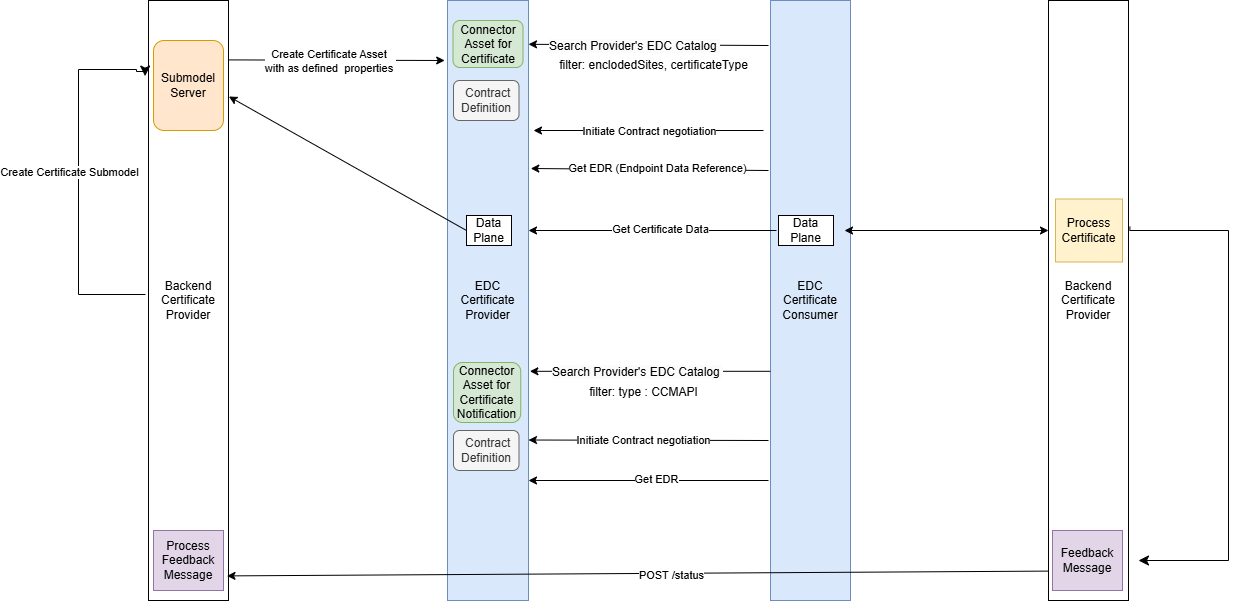 Connector
Asset for
Certificate
Search Provider's EDC Catalog
filter: enclodedSites, certificateType
Create Certificate Asset
with as defined properties
Submodel
Server
Contract
Definition
Initiate Contract negotiation
Get EDR (Endpoint Data Reference)
Create Certificate Submodel
Data
Plane
Get Certificate Data
Data
Plane
Process
Certificate
Backend
Certificate
Provider
EDC
Certificate
Provider
EDC
Certificate
Consumer
Backend
Certificate
Provider
Connector
Asset for
Certificate
Notification
Search Provider's EDC Catalog
filter: type : CCMAPI
Contract
Definition
Initiate Contract negotiation
Get EDR
Process
Feedback
Message
POST /status
Feedback
Message